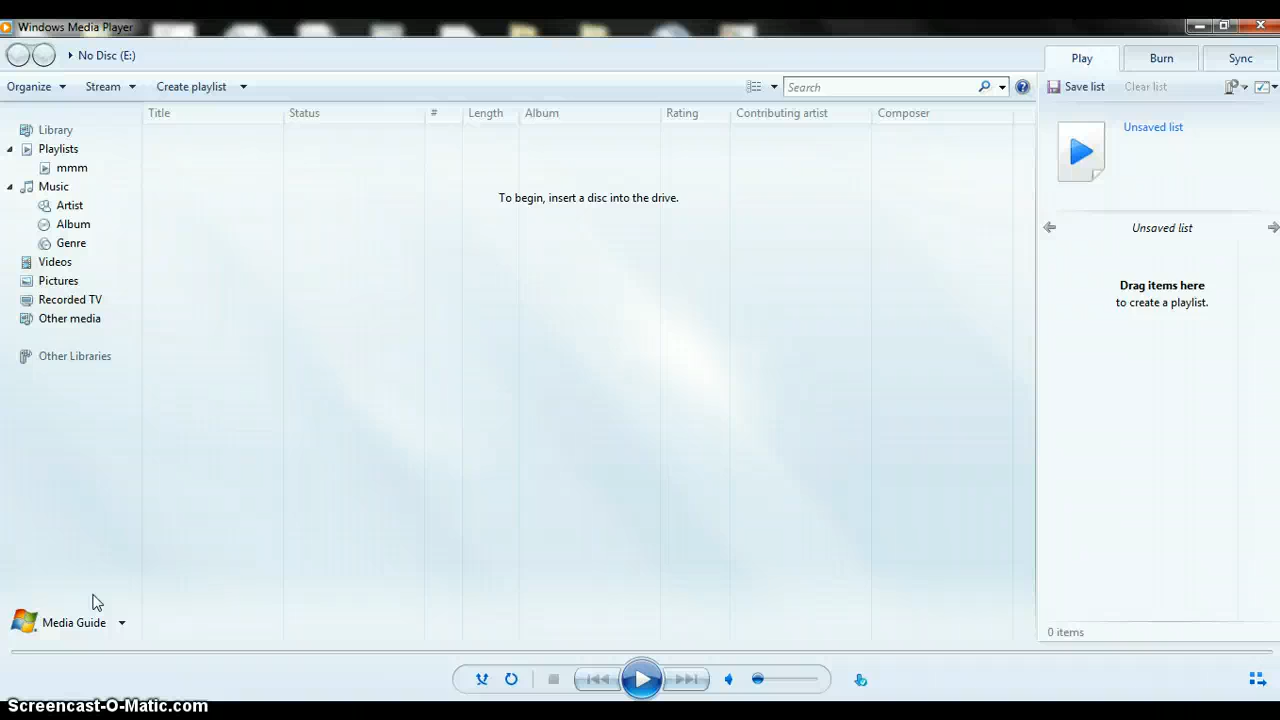 Windows Media Player
No Disc (E:)
Play Burn Sync
Organize Stream Create playlist
Search
Save list Clear list
Title Status # Length Album Rating Contributing artist Composer
Unsaved list
Library
Playlists
mmm
Music
Artist
Album
Genre
Videos
Pictures
Recorded TV
Other media
Other Libraries
To begin, insert a disc into the drive.
Unsaved list
Drag items here
to create a playlist.
Media Guide
0 items
Screencast-O-Matic.com